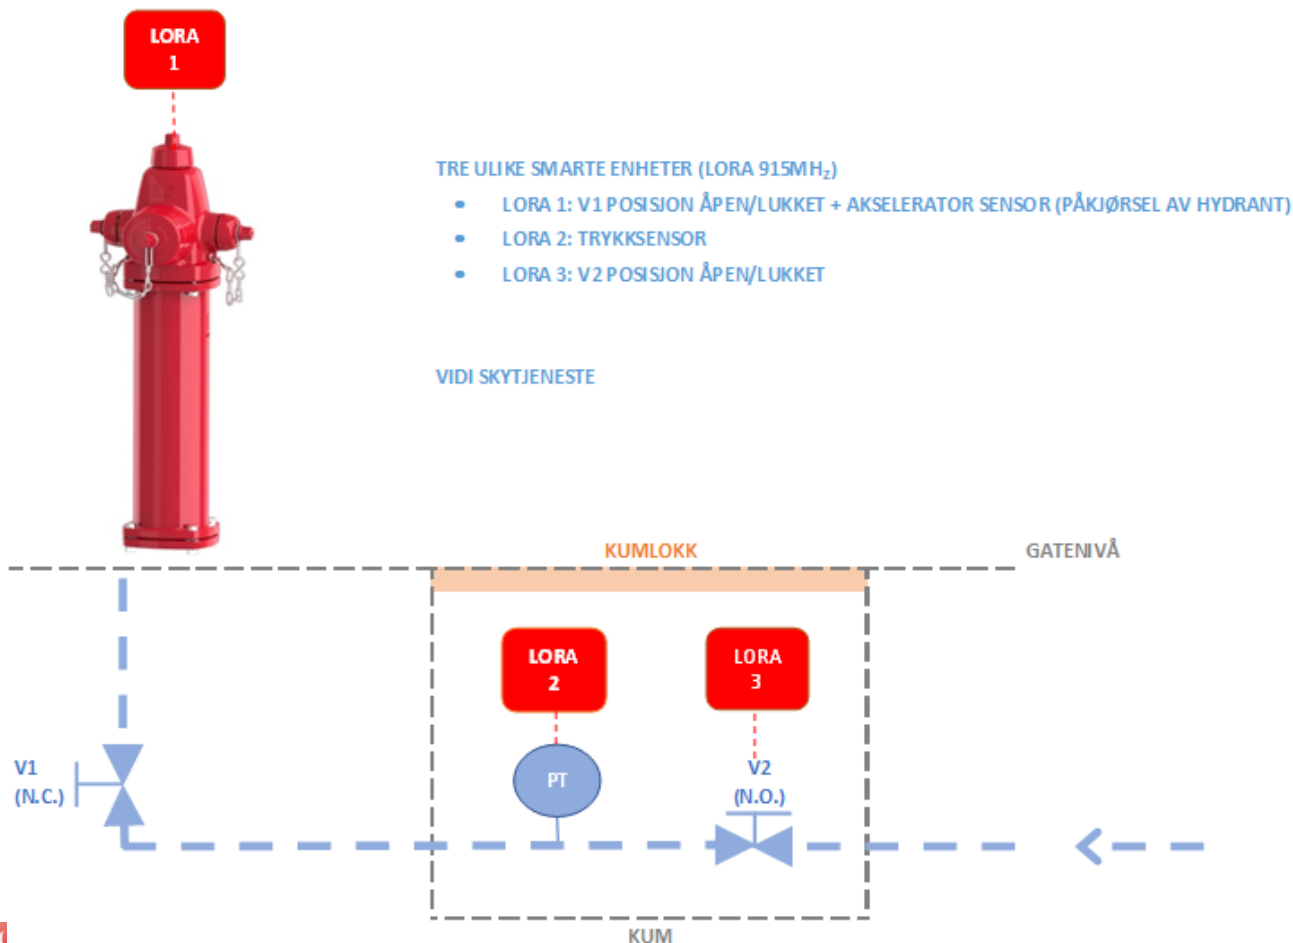 LORA
1
TRE ULIKE SMARTE ENHETER (LORA 915MHz)
• LORA 1: V1 POSISJON ÅPEN/LUKKET + AKSELERATOR SENSOR (PÅKJØRSEL AV HYDRANT)
• LORA 2: TRYKKSENSOR
• LORA 3: V2 POSISJON ÅPEN/LUKKET
VIDI SKYTJENESTE
KUMLOKK
GATENIVÅ
LORA
2
LORA
3
V1
(N.C.)
PT
V2
(N.O.)
KUM